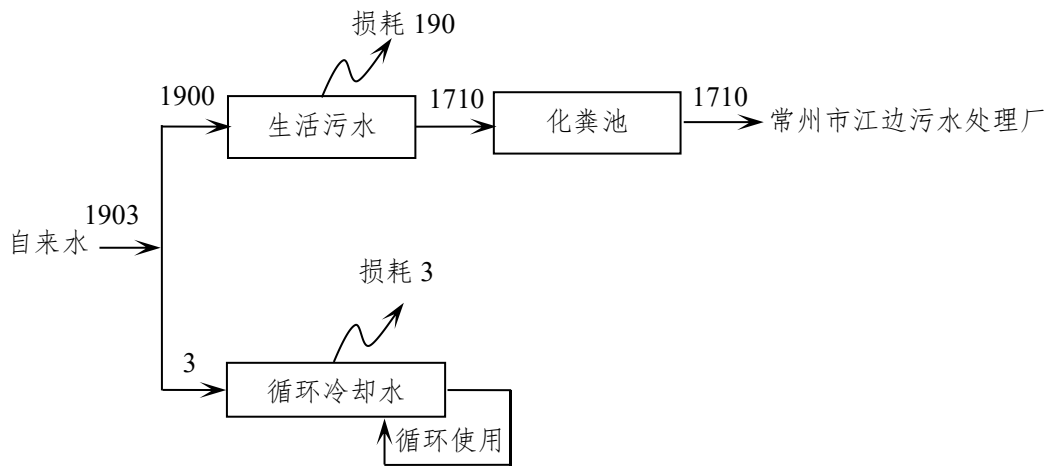 损耗 190
1900
生活污水
1710
化粪池
1710
常州市江边污水处理厂
1903
自来水
损耗 3
3
循环冷却水
循环使用